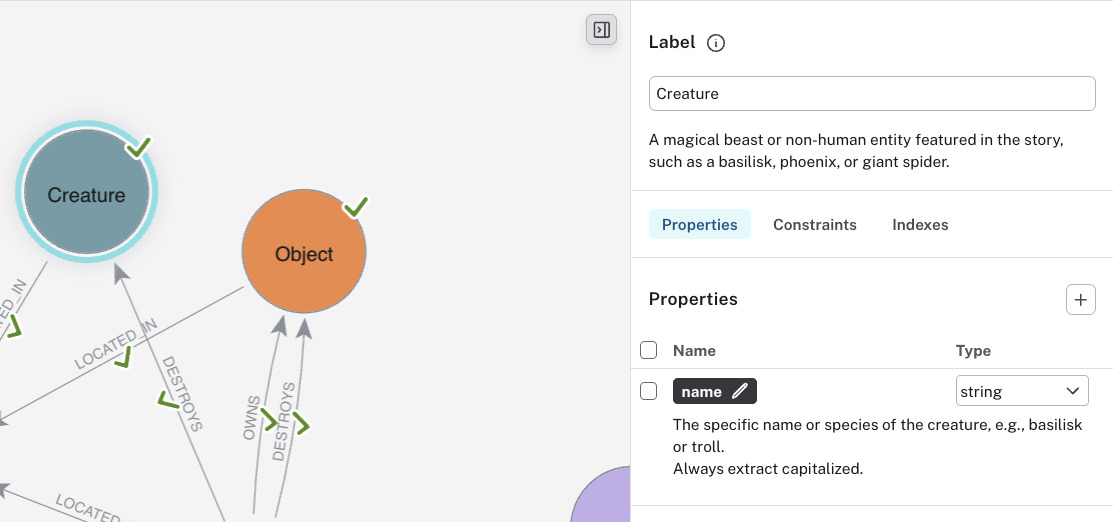 Label
Creature
A magical beast or non-human entity featured in the story,
such as a basilisk, phoenix, or giant spider.
Properties Constraints Indexes
Properties
Name Type
name string
The specific name or species of the creature, e.g., basilisk
or troll.
Always extract capitalized.
Creature
Object
LOCATED_IN
DESTROYS
OWNS
DESTROYS